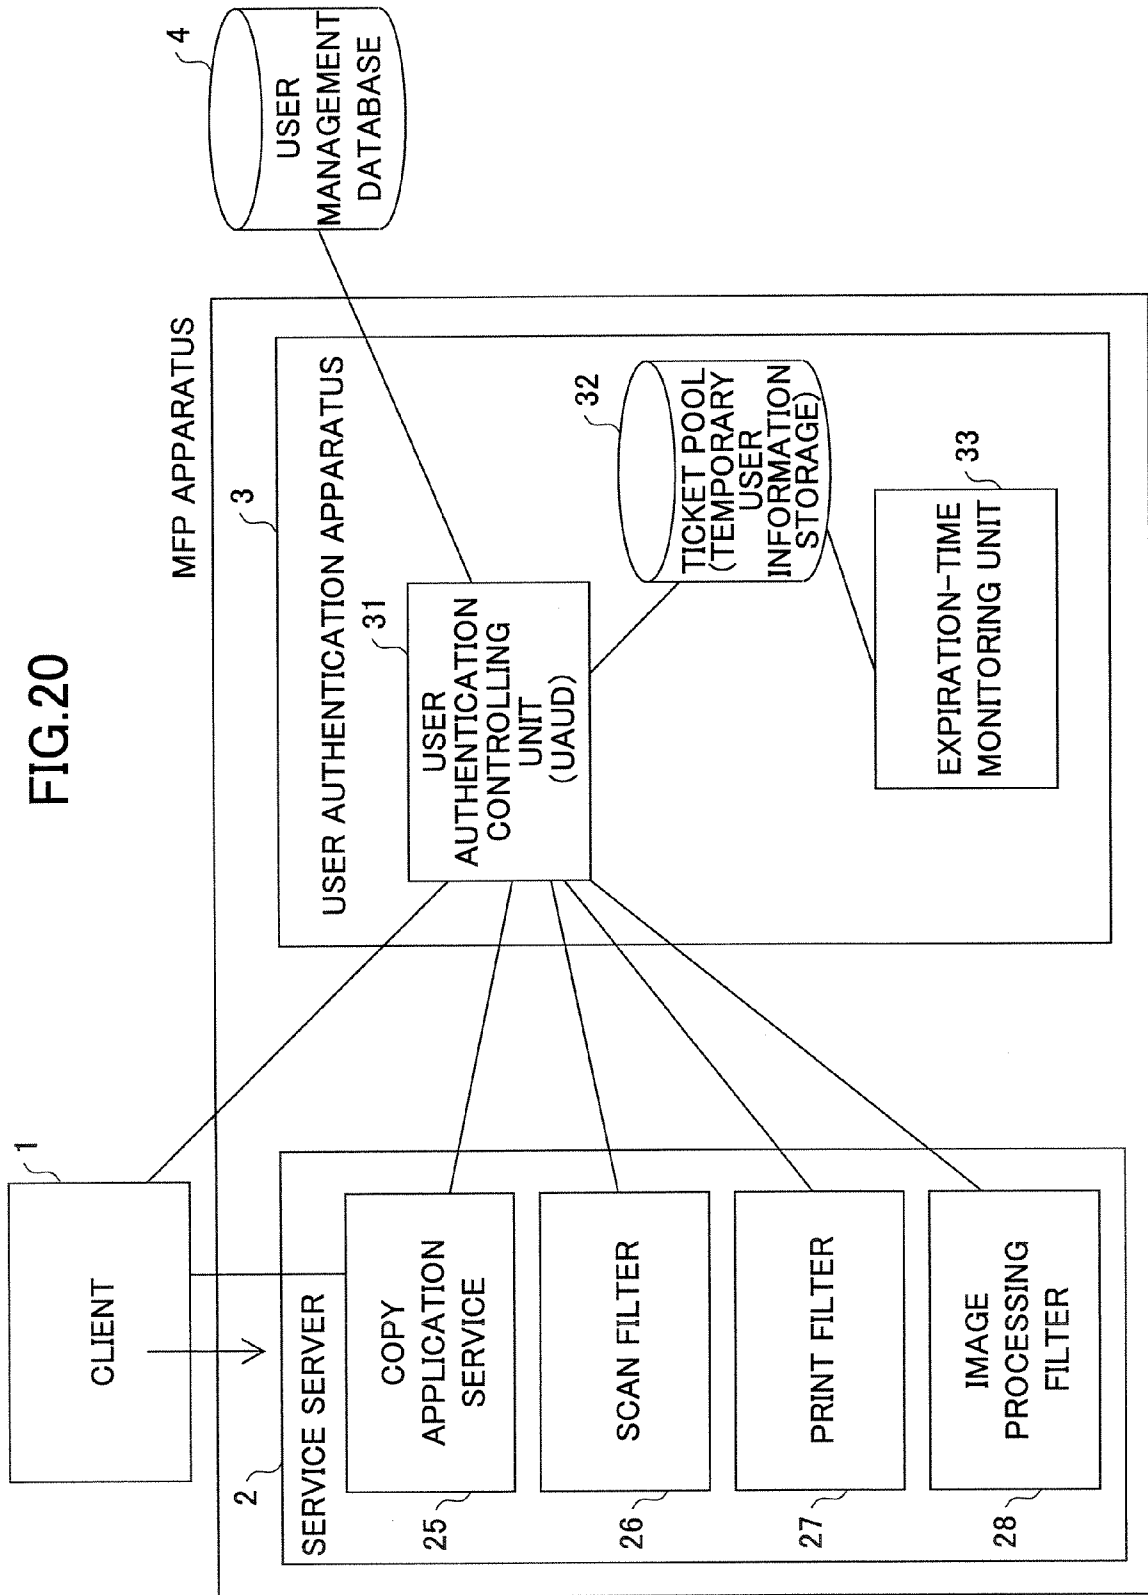 FIG.20
1
CLIENT
MFP APPARATUS
2
SERVICE SERVER
25
COPY
APPLICATION
SERVICE
26
SCAN FILTER
27
PRINT FILTER
28
IMAGE
PROCESSING
FILTER
3
USER AUTHENTICATION APPARATUS
31
USER
AUTHENTICATION
CONTROLLING
UNIT
(UAUD)
32
TICKET POOL
(TEMPORARY
USER
INFORMATION
STORAGE)
33
EXPIRATION-TIME
MONITORING UNIT
4
USER
MANAGEMENT
DATABASE